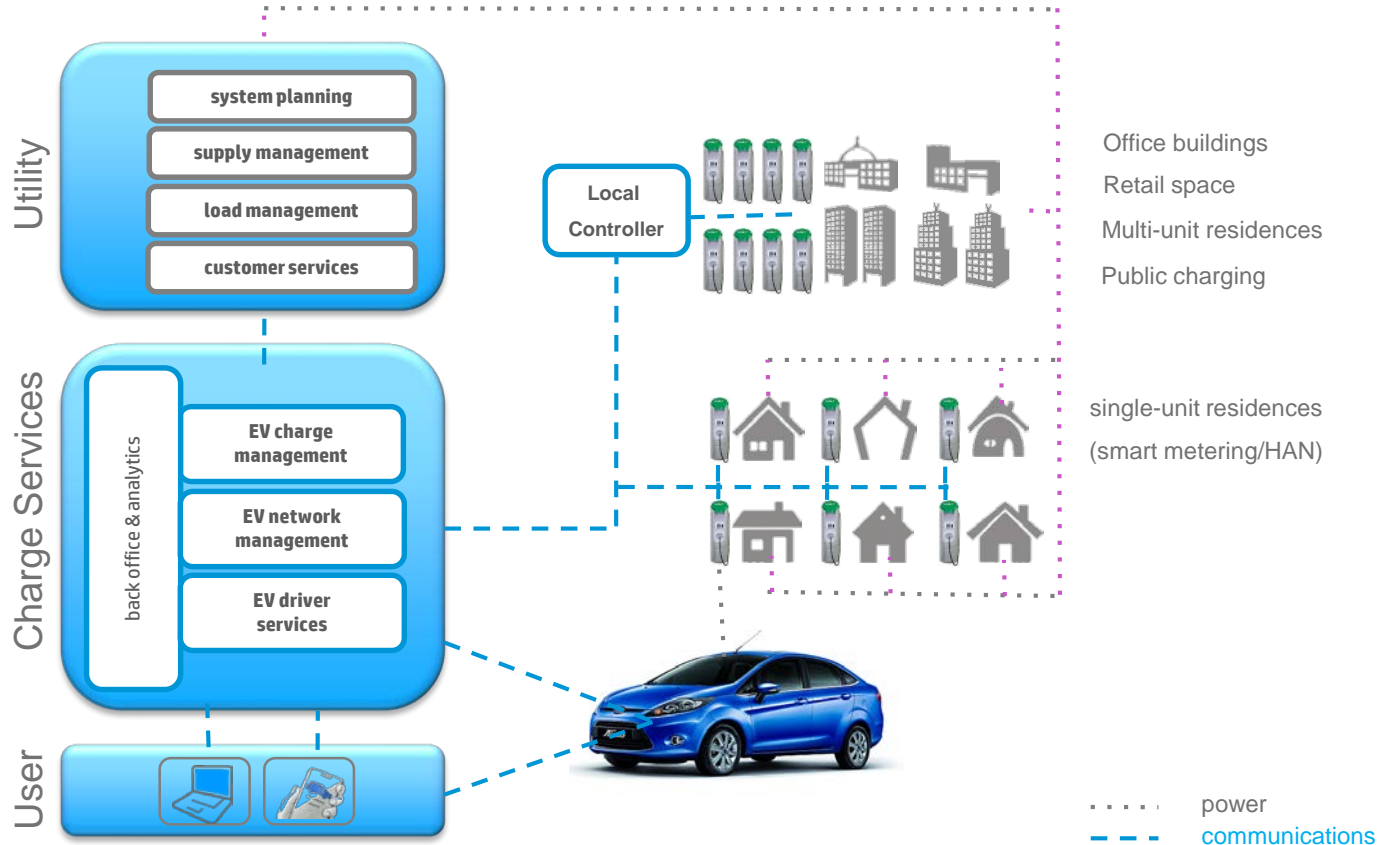 Utility
system planning
supply management
load management
customer services
Local
Controller
Office buildings
Retail space
Multi-unit residences
Public charging
Charge Services
back office & analytics
EV charge
management
EV network
management
EV driver
services
single-unit residences
(smart metering/HAN)
User
power
communications